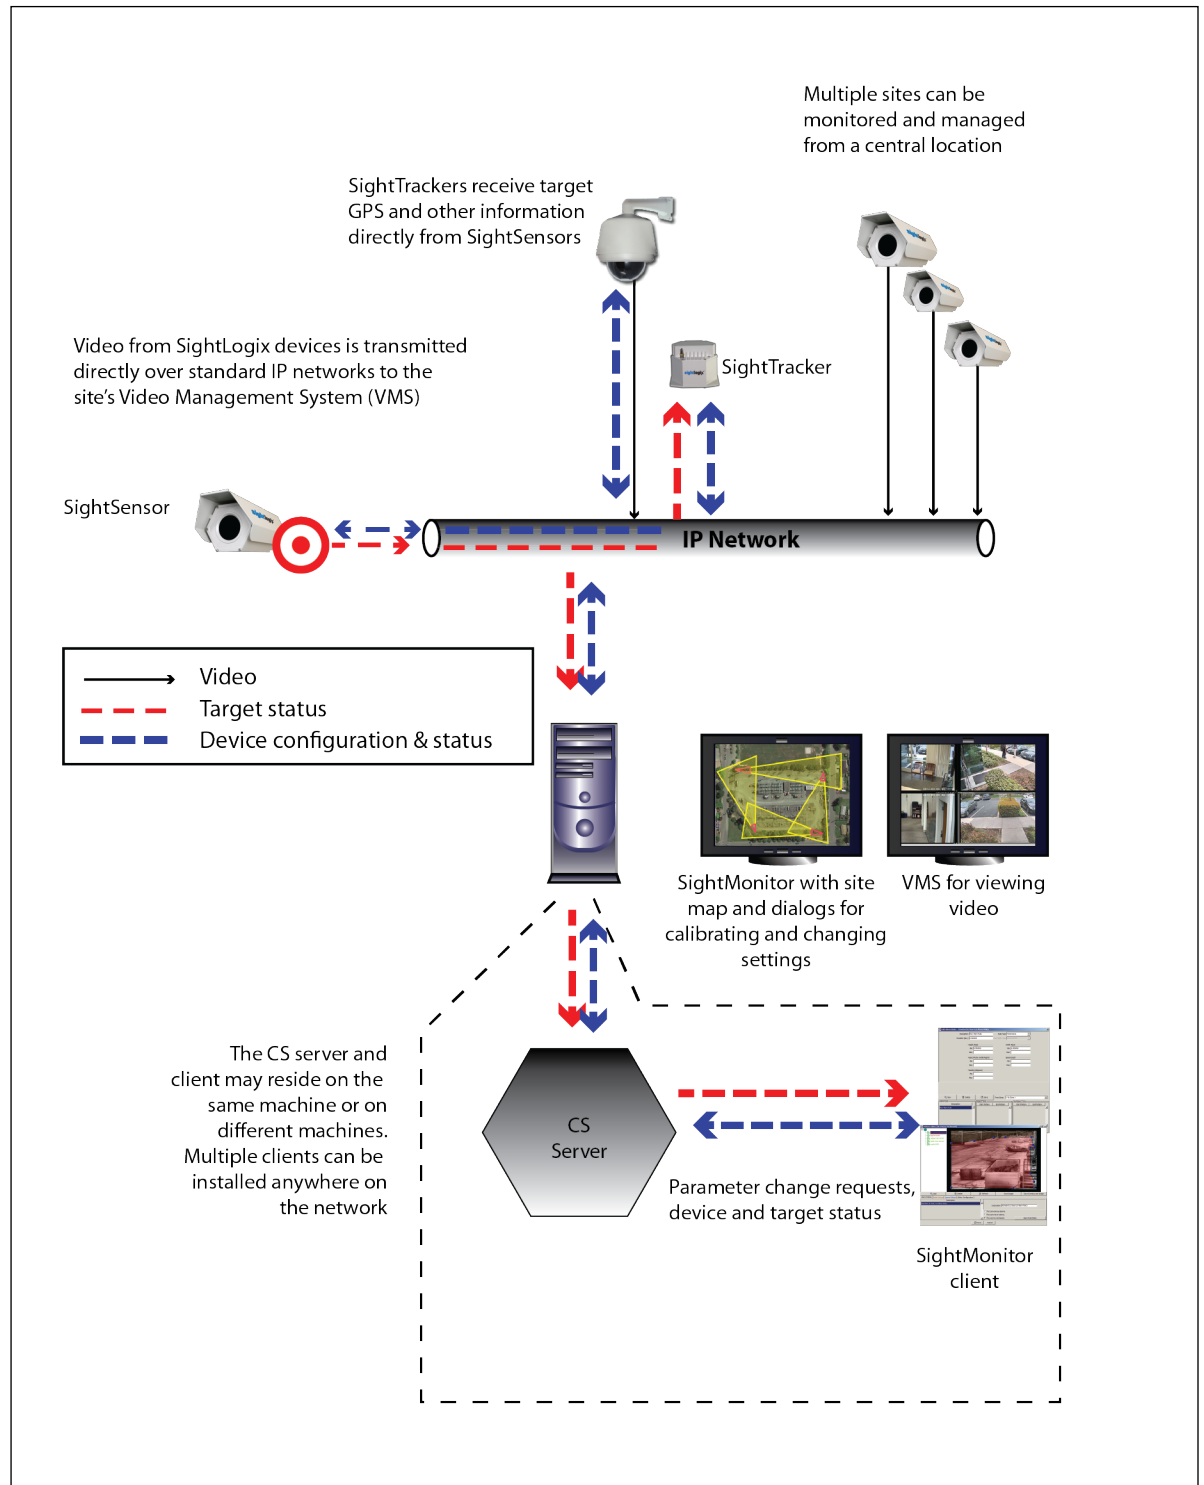 Multiple sites can be
monitored and managed
from a central location
SightTrackers receive target
GPS and other information
directly from SightSensors
Video from SightLogix devices is transmitted
directly over standard IP networks to the
site's Video Management System (VMS)
SightTracker
SightSensor
IP Network
Video
Target status
Device configuration & status
SightMonitor with site
map and dialogs for
calibrating and changing
settings
VMS for viewing
video
The CS server and
client may reside on the
same machine or on
different machines.
Multiple clients can be
installed anywhere on
the network
CS
Server
Parameter change requests,
device and target status
SightMonitor
client